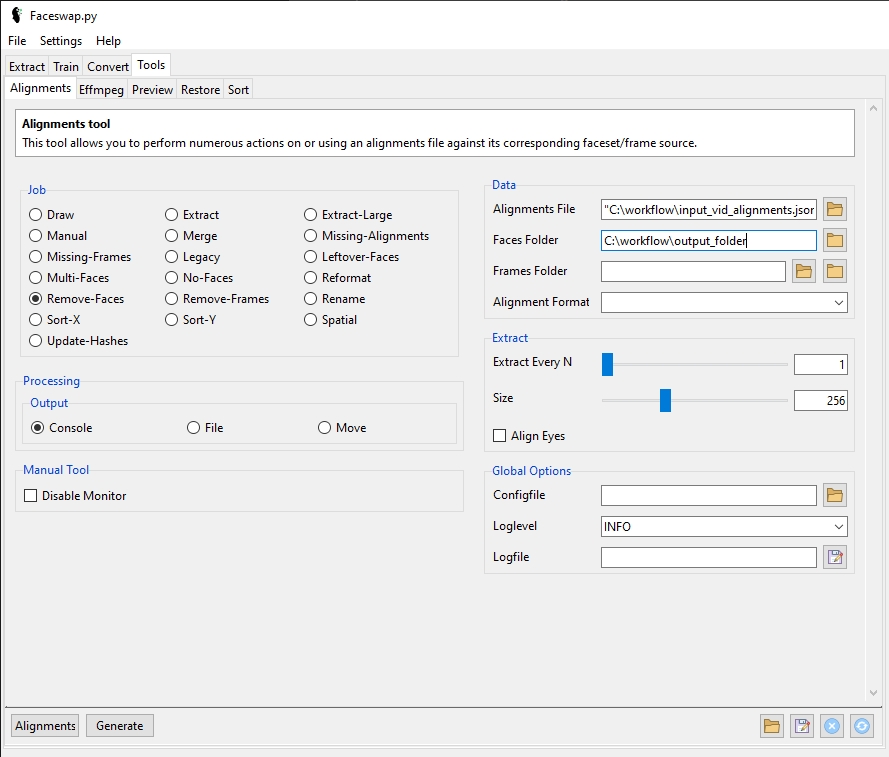 Faceswap.py
File Settings Help
Extract Train Convert Tools
Alignments Effmpeg Preview Restore Sort
Alignments tool
This tool allows you to perform numerous actions on or using an alignments file against its corresponding faceset/frame source.
Job
Draw Extract Extract-Large
Manual Merge Missing-Alignments
Missing-Frames Legacy Leftover-Faces
Multi-Faces No-Faces Reformat
Remove-Faces Remove-Frames Rename
Sort-X Sort-Y Spatial
Update-Hashes
Processing
Output
Console File Move
Manual Tool
Disable Monitor
Data
Alignments File "C:\workflow\input_vid_alignments.jsor
Faces Folder C:\workflow\output_folder
Frames Folder
Alignment Format
Extract
Extract Every N 1
Size 256
Align Eyes
Global Options
Configfile
Loglevel INFO
Logfile
Alignments Generate